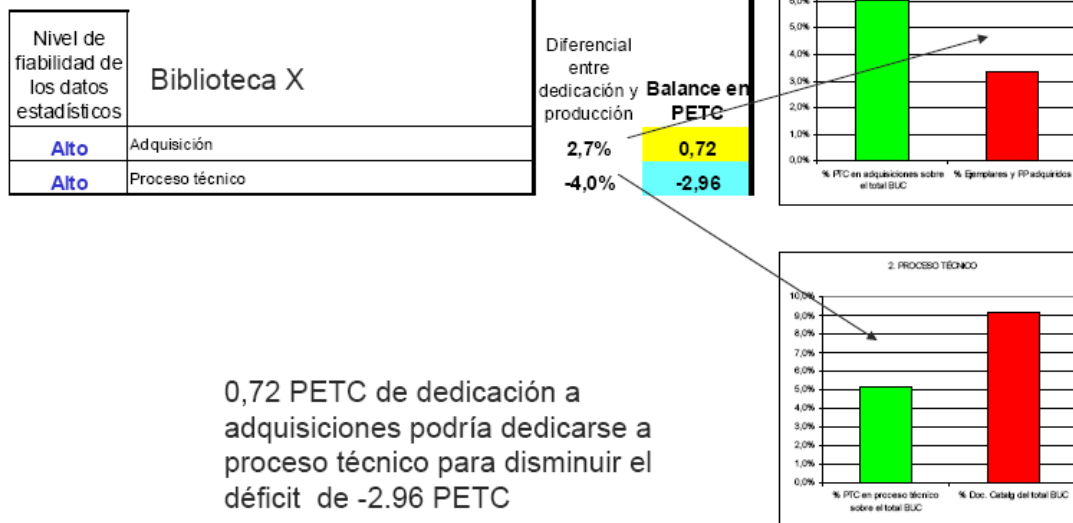 Nivel de
fiabilidad de
los datos
estadísticos
Biblioteca X
Diferencial
entre
dedicación y
producción
Balance en
PETC
Alto
Adquisición
2,7%
0,72
Alto
Proceso técnico
-4,0%
-2,96
6,0%
5,0%
4,0%
3,0%
2,0%
1,0%
0,0%
% PTC en adquisiciones sobre
el total BUC
% Ejemplares y PP adquiridos
2. PROCESO TÉCNICO
10,0%
9,0%
8,0%
7,0%
6,0%
5,0%
4,0%
3,0%
2,0%
1,0%
0,0%
% PTC en proceso técnico
sobre el total BUC
% Doc. Catalg del total BUC
0,72 PETC de dedicación a
adquisiciones podría dedicarse a
proceso técnico para disminuir el
déficit de -2.96 PETC